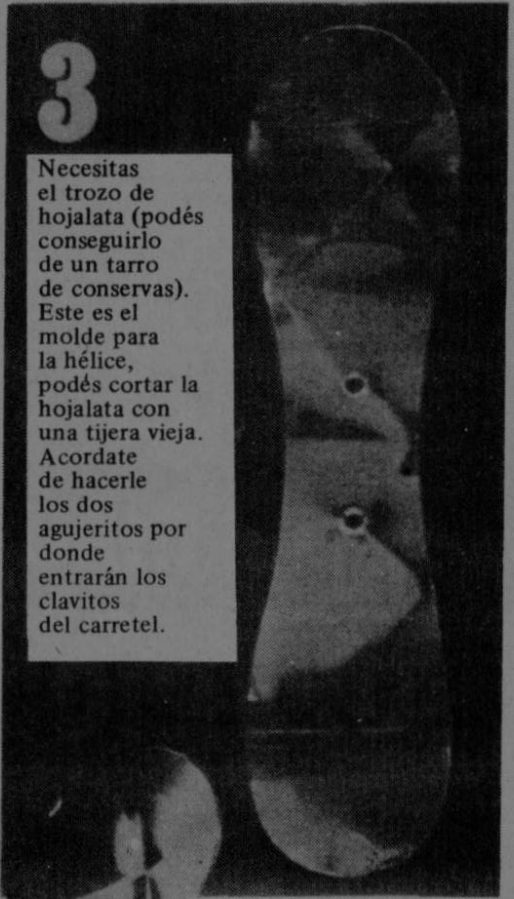 3
Necesitas
el trozo de
hojalata (podés
conseguirlo
de un tarro
de conservas).
Este es el
molde para
la hélice,
podés cortar la
hojalata con
una tijera vieja.
Acordate
de hacerle
los dos
agujeritos por
donde
entrarán los
clavitos
del carretel.